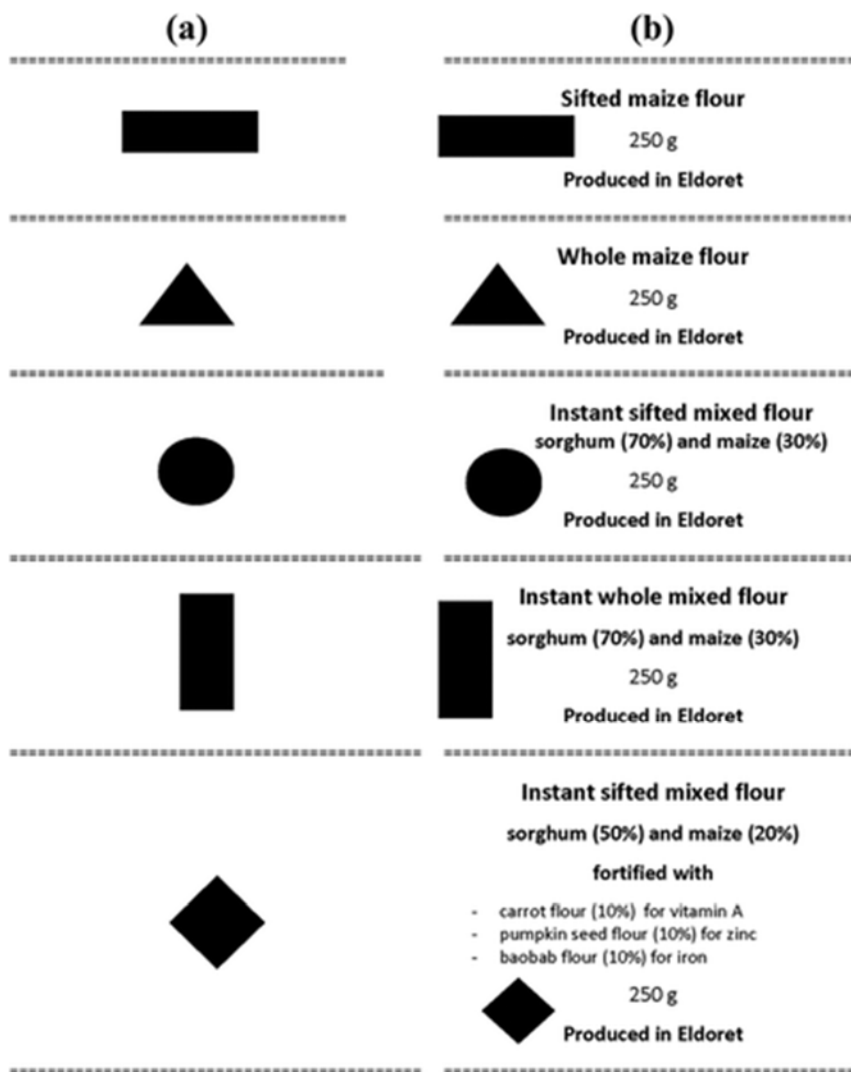 (a)
(b)
Sifted maize flour
250 g
Produced in Eldoret
Whole maize flour
250 g
Produced in Eldoret
Instant sifted mixed flour
sorghum (70%) and maize (30%)
250 g
Produced in Eldoret
Instant whole mixed flour
sorghum (70%) and maize (30%)
250 g
Produced in Eldoret
Instant sifted mixed flour
sorghum (50%) and maize (20%)
fortified with
- carrot flour (10%) for vitamin A
- pumpkin seed flour (10%) for zinc
- baobab flour (10%) for iron
250 g
Produced in Eldoret